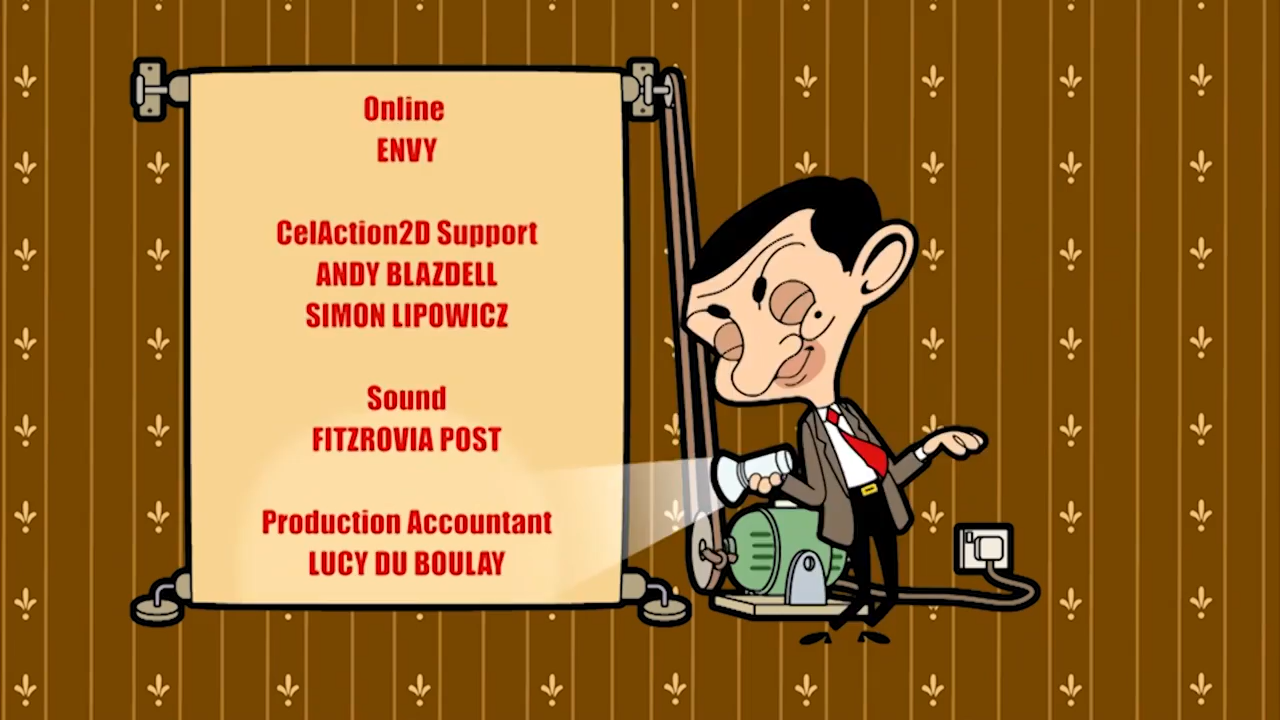 Online
ENVY
CelAction2D Support
ANDY BLAZDELL
SIMON LIPOWICZ
Sound
FITZROVIA POST
Production Accountant
LUCY DU BOULAY